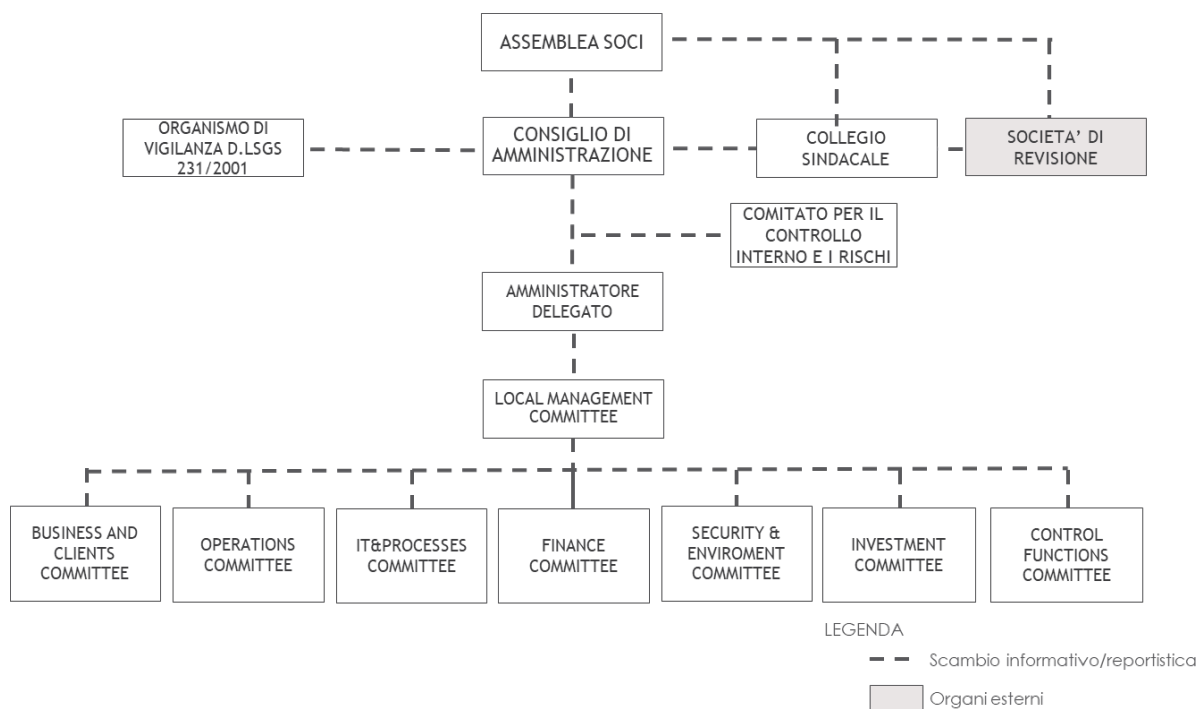 ASSEMBLEA SOCI
ORGANISMO DI
VIGILANZA D.LSGS
231/2001
CONSIGLIO DI
AMMINISTRAZIONE
COLLEGIO
SINDACALE
SOCIETA' DI
REVISIONE
COMITATO PER IL
CONTROLLO
INTERNO E I RISCHI
AMMINISTRATORE
DELEGATO
LOCAL MANAGEMENT
COMMITTEE
BUSINESS AND
CLIENTS
COMMITTEE
OPERATIONS
COMMITTEE
IT&PROCESSES
COMMITTEE
FINANCE
COMMITTEE
SECURITY &
ENVIROMENT
COMMITTEE
INVESTMENT
COMMITTEE
CONTROL
FUNCTIONS
COMMITTEE
LEGENDA
Scambio informativo/reportistica
Organi esterni